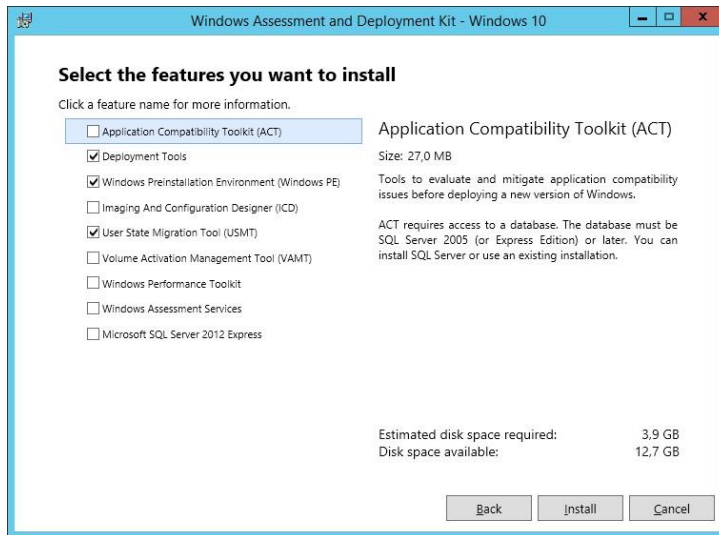 Windows Assessment and Deployment Kit - Windows 10
Select the features you want to install
Click a feature name for more information.
Application Compatibility Toolkit (ACT)
Deployment Tools
Windows Preinstallation Environment (Windows PE)
Imaging And Configuration Designer (ICD)
User State Migration Tool (USMT)
Volume Activation Management Tool (VAMT)
Windows Performance Toolkit
Windows Assessment Services
Microsoft SQL Server 2012 Express
Application Compatibility Toolkit (ACT)
Size: 27,0 MB
Tools to evaluate and mitigate application compatibility
issues before deploying a new version of Windows.
ACT requires access to a database. The database must be
SQL Server 2005 (or Express Edition) or later. You can
install SQL Server or use an existing installation.
Estimated disk space required: 3,9 GB
Disk space available: 12,7 GB
Back Install Cancel